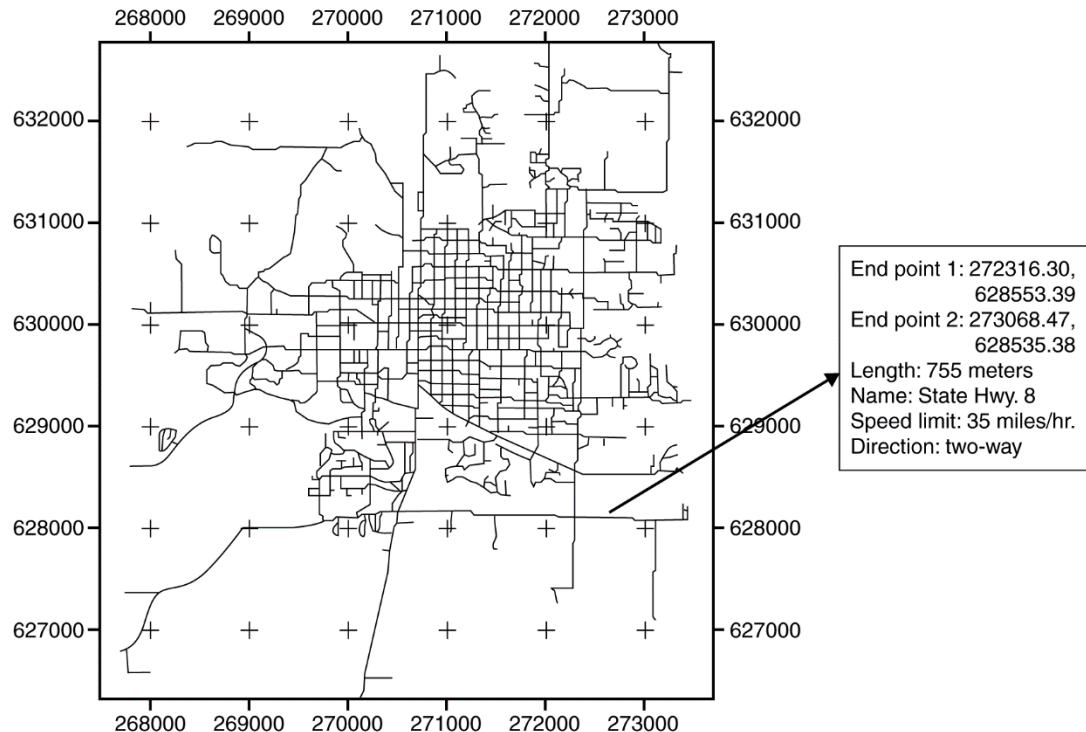 268000 269000 270000 271000 272000 273000
632000 632000
631000 631000
End point 1: 272316.30,
628553.39
End point 2: 273068.47,
628535.38
Length: 755 meters
Name: State Hwy. 8
Speed limit: 35 miles/hr.
Direction: two-way
630000 630000
629000 629000
628000 628000
627000 627000
268000 269000 270000 271000 272000 273000